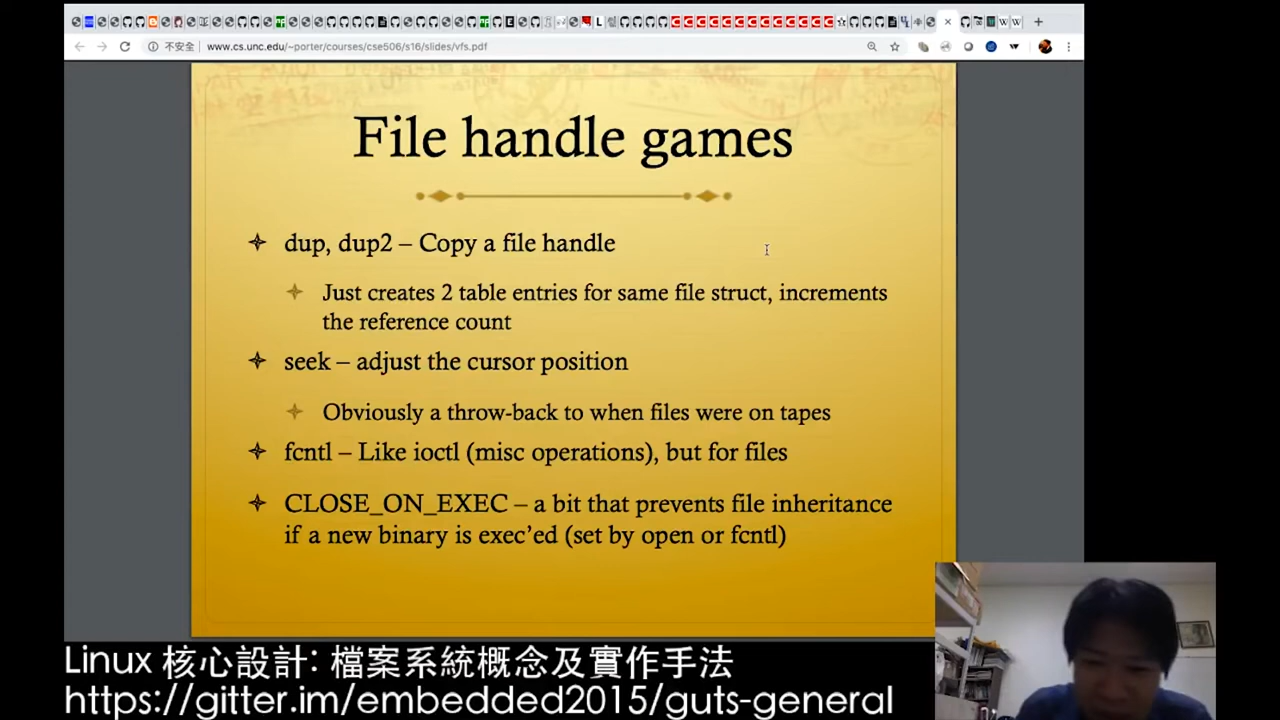 不安全
www.cs.unc.edu/~porter/courses/cse506/s16/slides/vfs.pdf
File handle games
dup, dup2 – Copy a file handle
Just creates 2 table entries for same file struct, increments
the reference count
seek – adjust the cursor position
Obviously a throw-back to when files were on tapes
fcntl – Like ioctl (misc operations), but for files
CLOSE_ON_EXEC – a bit that prevents file inheritance
if a new binary is exec’ed (set by open or fcntl)
Linux 核心設計: 檔案系統概念及實作手法
https://gitter.im/embedded2015/guts-general